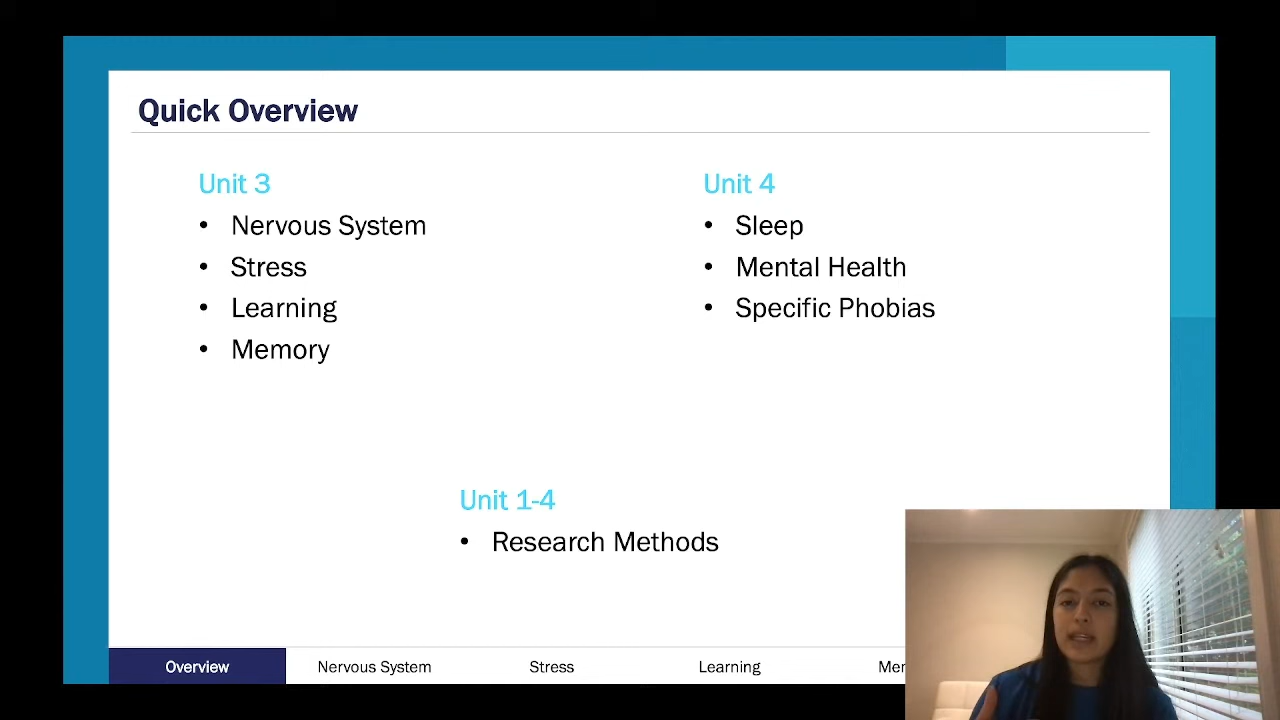 Quick Overview
Unit 3
• Nervous System
• Stress
• Learning
• Memory
Unit 4
• Sleep
• Mental Health
• Specific Phobias
Unit 1-4
• Research Methods
Overview
Nervous System
Stress
Learning